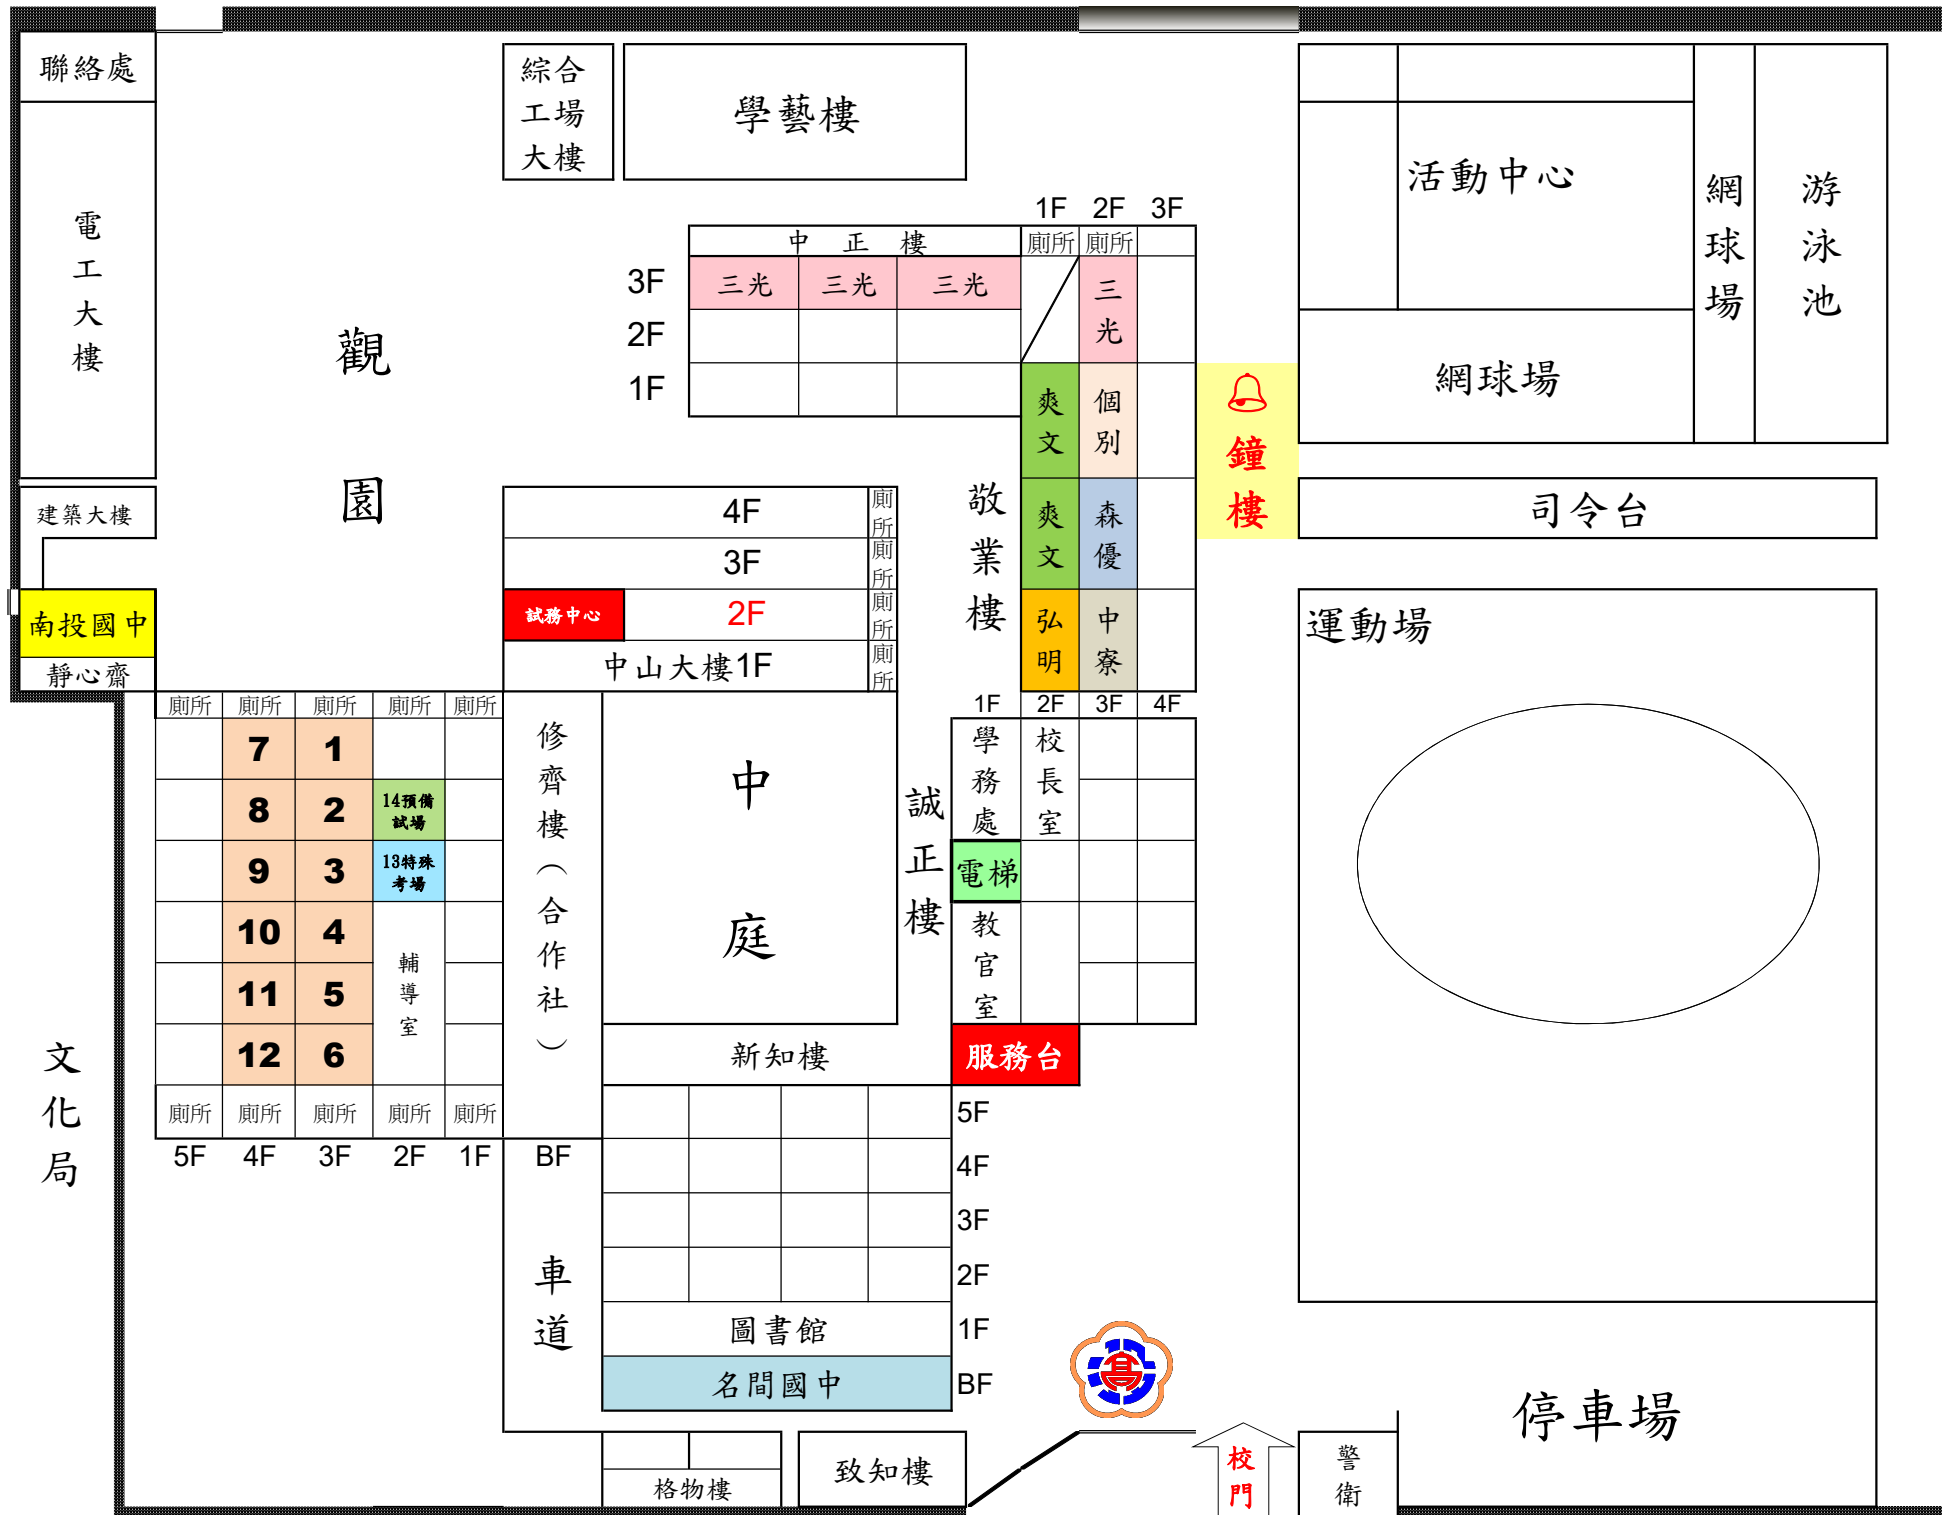 聯絡處
綜合
工場
大樓
學藝樓
電工大樓
觀園
活動中心
網球場
游泳池
網球場
1F 2F 3F
中正樓 廁所 廁所
3F 三光 三光 三光 三光
2F
1F
爽文 個別
爽文 森優
弘明 中寮
敬業樓
鐘樓
司令台
建築大樓
南投國中
靜心齋
4F 廁所
3F 廁所
試務中心 2F 廁所
中山大樓1F 廁所
運動場
廁所 廁所 廁所 廁所 廁所
7 1
8 2 14預備試場
9 3 13特殊考場
10 4
11 5
12 6
輔導室
廁所 廁所 廁所 廁所 廁所
5F 4F 3F 2F 1F BF
修齊樓（合作社）
中庭
誠正樓
1F 2F 3F 4F
學務處 校長室
電梯
教官室
服務台
新知樓
5F
4F
3F
2F
圖書館 1F
名間國中 BF
文化局
車道
格物樓
致知樓
高
校門
警衛
停車場